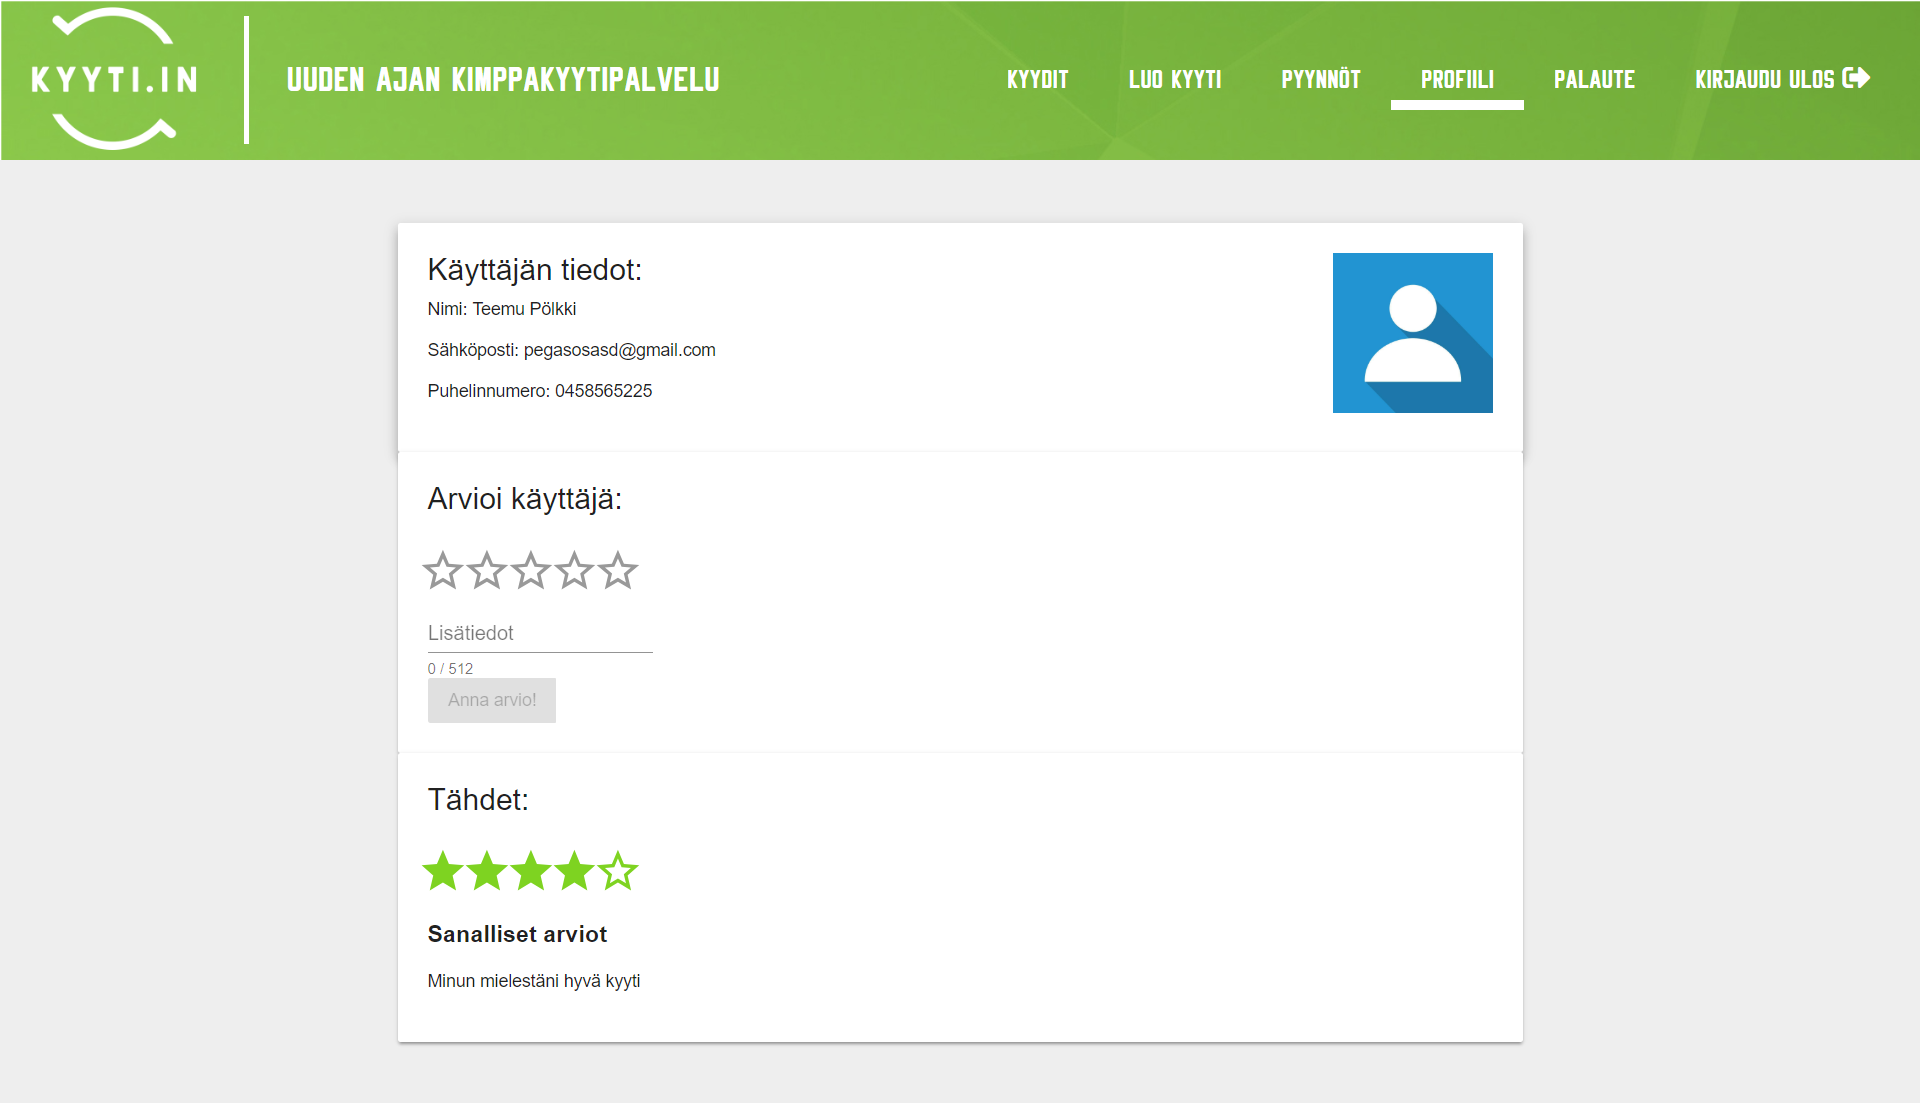 KYYTI.IN
UUDEN AJAN KIMPPAKYYTIPALVELU
KYYDIT
LUO KYYTI
PYYNNÖT
PROFIILI
PALAUTE
KIRJAUDU ULOS
Käyttäjän tiedot:
Nimi: Teemu Pölkki
Sähköposti: pegasosasd@gmail.com
Puhelinnumero: 0458565225
Arvioi käyttäjä:
Lisätiedot
0 / 512
Anna arvio!
Tähdet:
Sanalliset arviot
Minun mielestäni hyvä kyyti